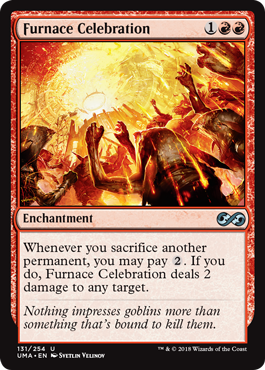 Furnace Celebration 1
Enchantment
Whenever you sacrifice another
permanent, you may pay 2. If you
do, Furnace Celebration deals 2
damage to any target.
Nothing impresses goblins more than
something that's bound to kill them.
131/254 U
UMA • EN Svetlin Velinov
™ & © 2018 Wizards of the Coast